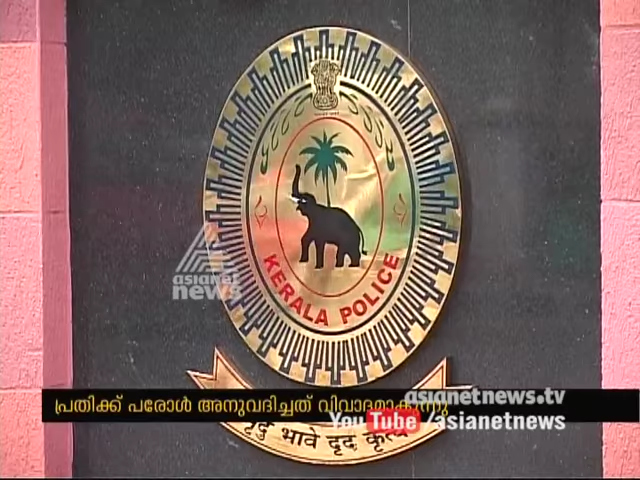 KERALA POLICE
asianet
news
പ്രതിക്ക് പരോൾ അനുവദിച്ചത് വിവാദമാകുന്നു
asianetnews.tv
YouTube /asianetnews
मृदु भावे दृढ कृत्ये